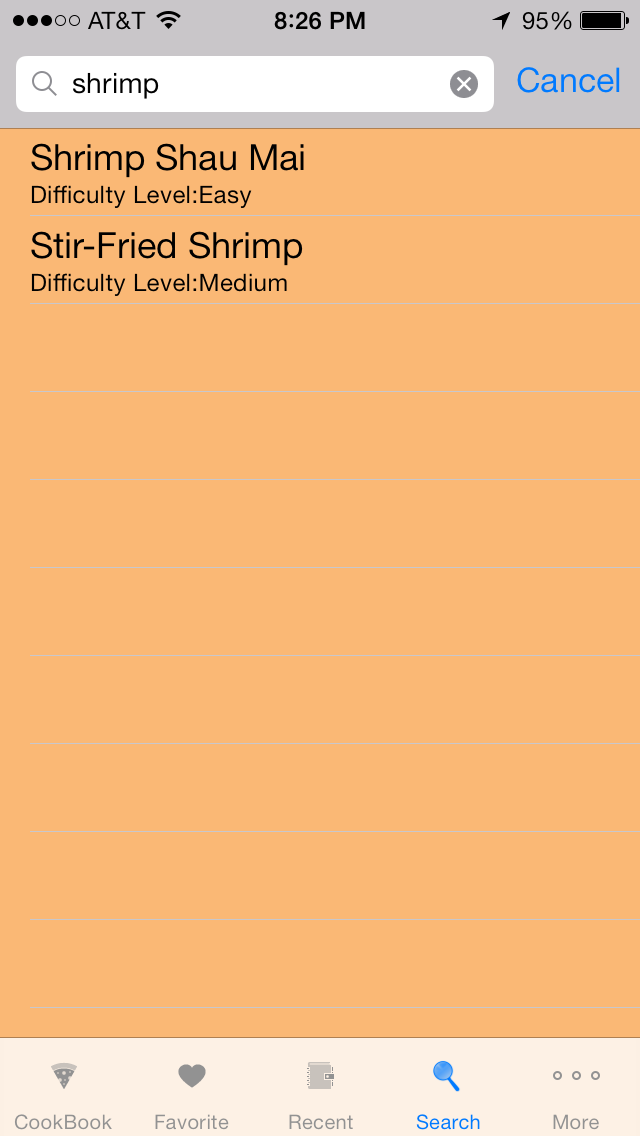 AT&T 8:26 PM 95%
shrimp Cancel
Shrimp Shau Mai
Difficulty Level:Easy
Stir-Fried Shrimp
Difficulty Level:Medium
CookBook Favorite Recent Search More